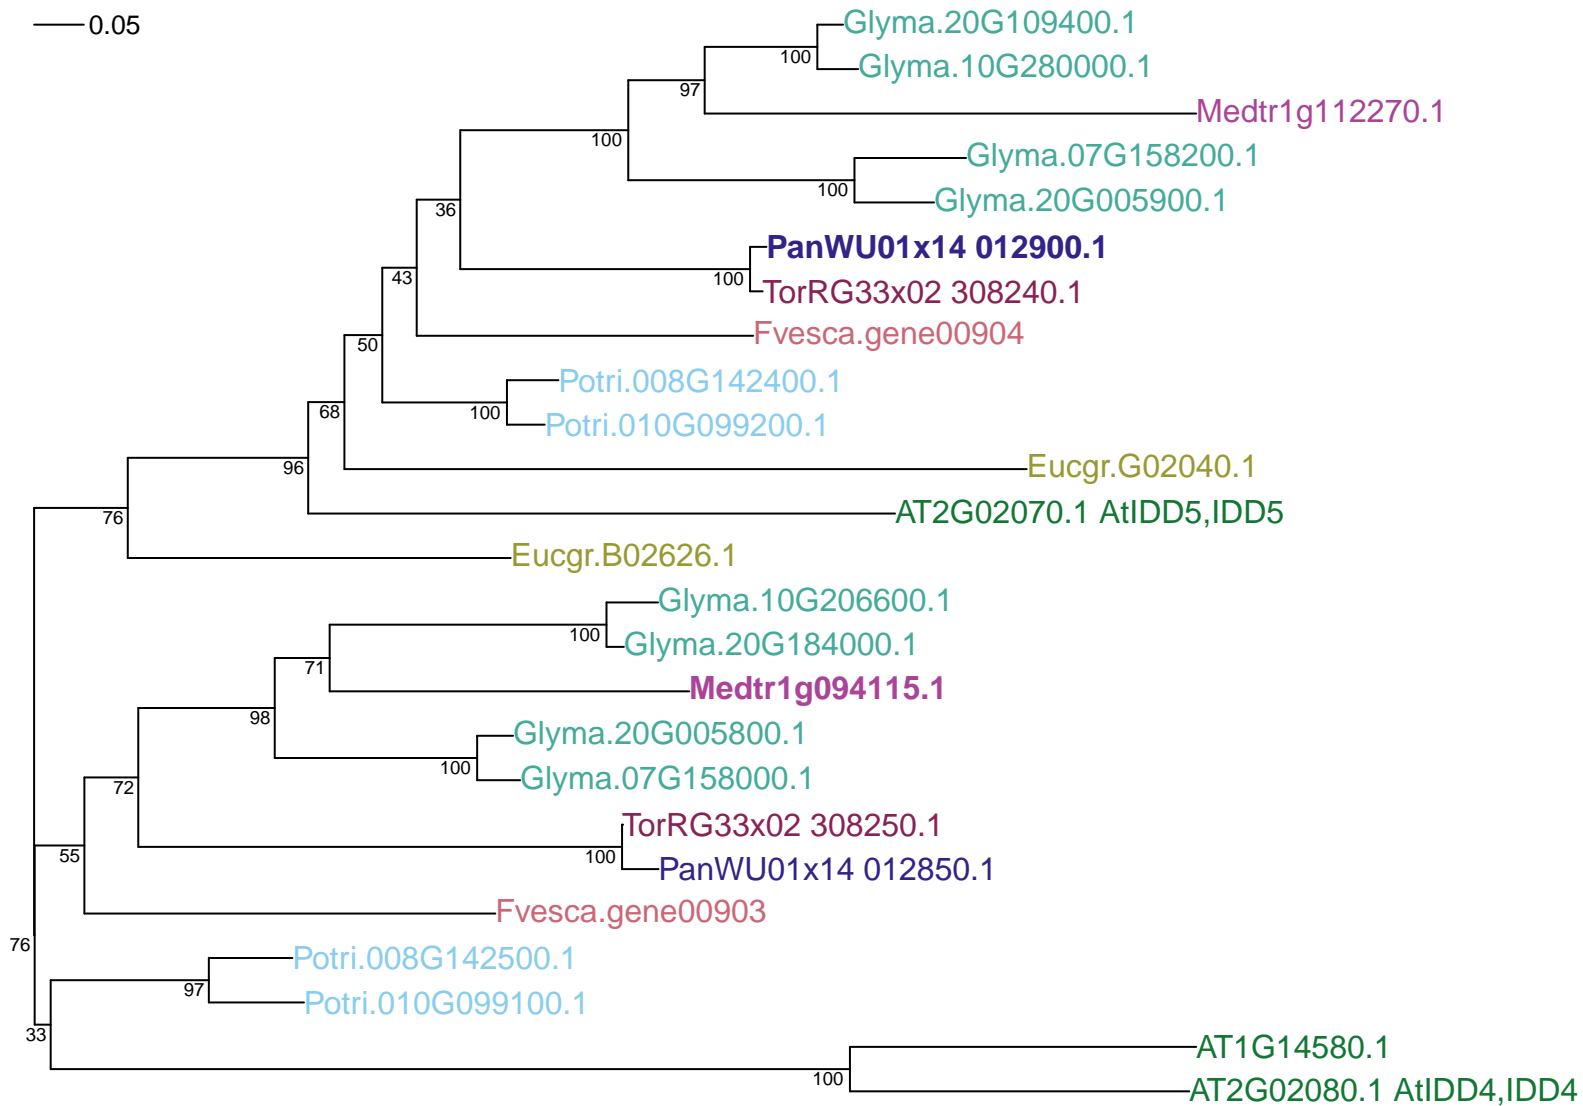 0.05
Glyma.20G109400.1
100
Glyma.10G280000.1
97
Medtr1g112270.1
100
Glyma.07G158200.1
100
Glyma.20G005900.1
36
PanWU01x14 012900.1
100
TorRG33x02 308240.1
43
Fvesca.gene00904
50
Potri.008G142400.1
100
Potri.010G099200.1
68
Eucgr.G02040.1
96
AT2G02070.1 AtIDD5,IDD5
76
Eucgr.B02626.1
Glyma.10G206600.1
100
Glyma.20G184000.1
71
Medtr1g094115.1
98
Glyma.20G005800.1
100
Glyma.07G158000.1
72
TorRG33x02 308250.1
100
PanWU01x14 012850.1
55
Fvesca.gene00903
76
Potri.008G142500.1
97
Potri.010G099100.1
33
AT1G14580.1
100
AT2G02080.1 AtIDD4,IDD4